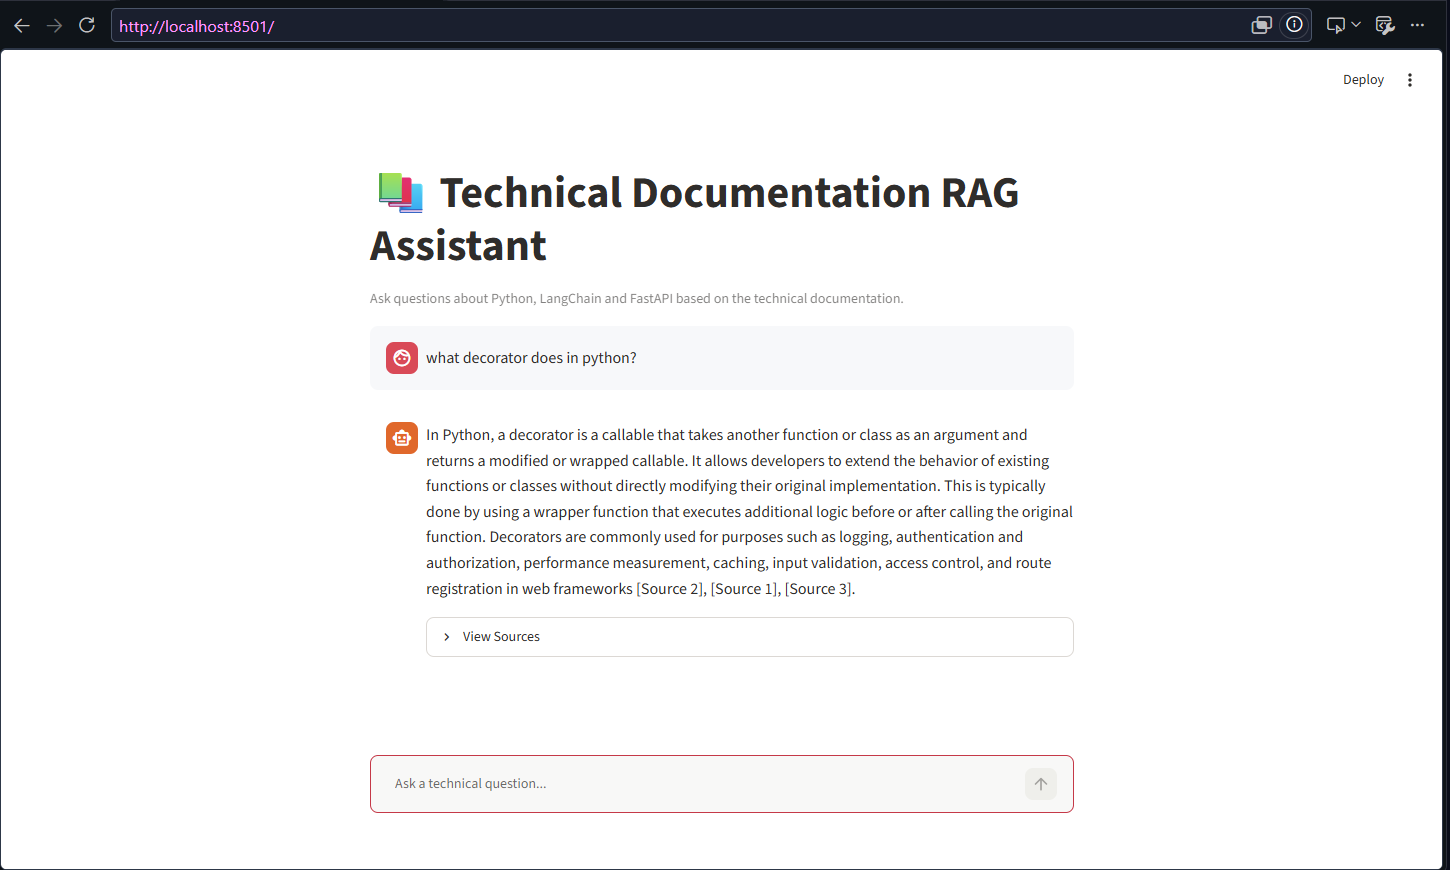 http://localhost:8501/
Deploy
Technical Documentation RAG
Assistant
Ask questions about Python, LangChain and FastAPI based on the technical documentation.
what decorator does in python?
In Python, a decorator is a callable that takes another function or class as an argument and
returns a modified or wrapped callable. It allows developers to extend the behavior of existing
functions or classes without directly modifying their original implementation. This is typically
done by using a wrapper function that executes additional logic before or after calling the original
function. Decorators are commonly used for purposes such as logging, authentication and
authorization, performance measurement, caching, input validation, access control, and route
registration in web frameworks [Source 2], [Source 1], [Source 3].
View Sources
Ask a technical question...